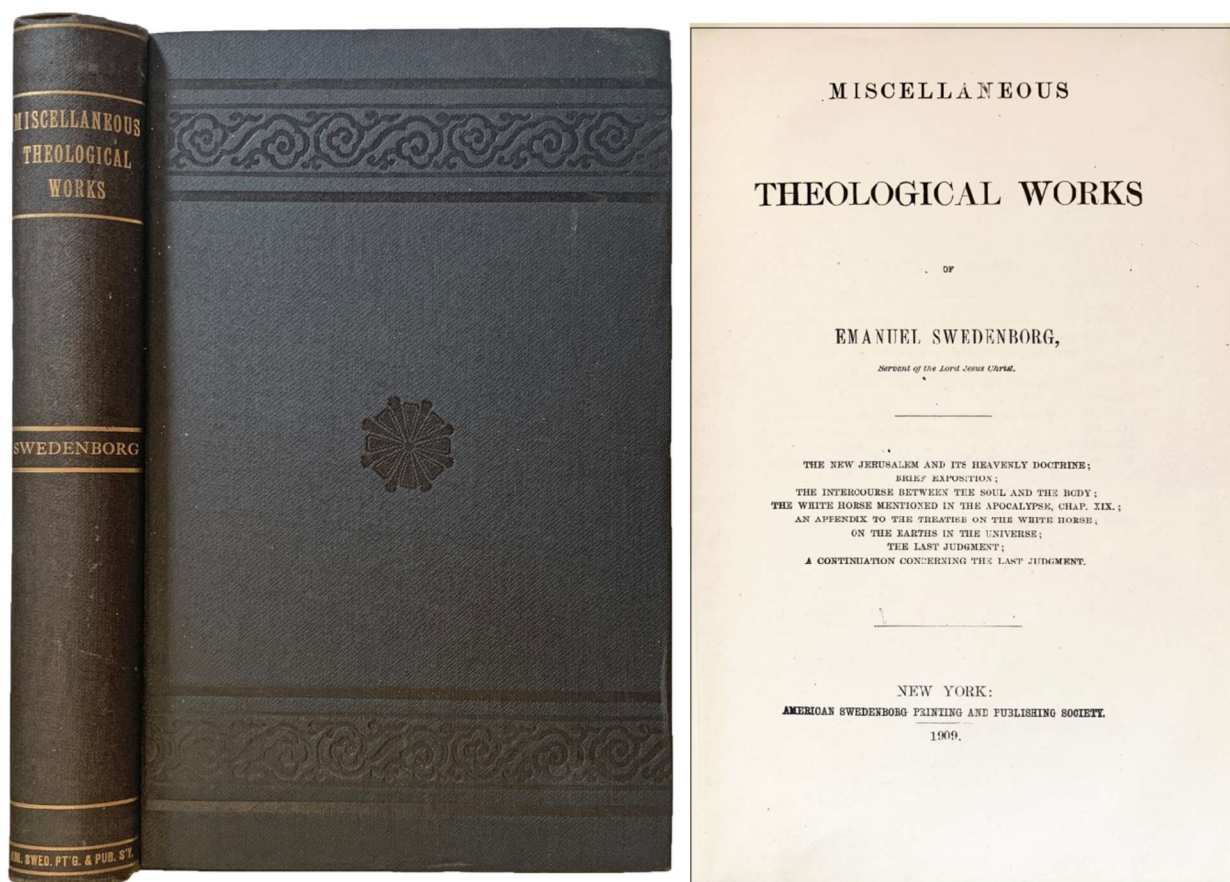 MISCELLANEOUS
THEOLOGICAL
WORKS
SWEDENBORG
AM. SWED. PT'G. & PUB. S'Y.
MISCELLANEOUS
THEOLOGICAL WORKS
OF
EMANUEL SWEDENBORG,
Servant of the Lord Jesus Christ.
THE NEW JERUSALEM AND ITS HEAVENLY DOCTRINE;
BRIEF EXPOSITION;
THE INTERCOURSE BETWEEN THE SOUL AND THE BODY;
THE WHITE HORSE MENTIONED IN THE APOCALYPSE, CHAP. XIX.;
AN APPENDIX TO THE TREATISE ON THE WHITE HORSE;
ON THE EARTHS IN THE UNIVERSE;
THE LAST JUDGMENT;
A CONTINUATION CONCERNING THE LAST JUDGMENT.
NEW YORK:
AMERICAN SWEDENBORG PRINTING AND PUBLISHING SOCIETY.
1909.